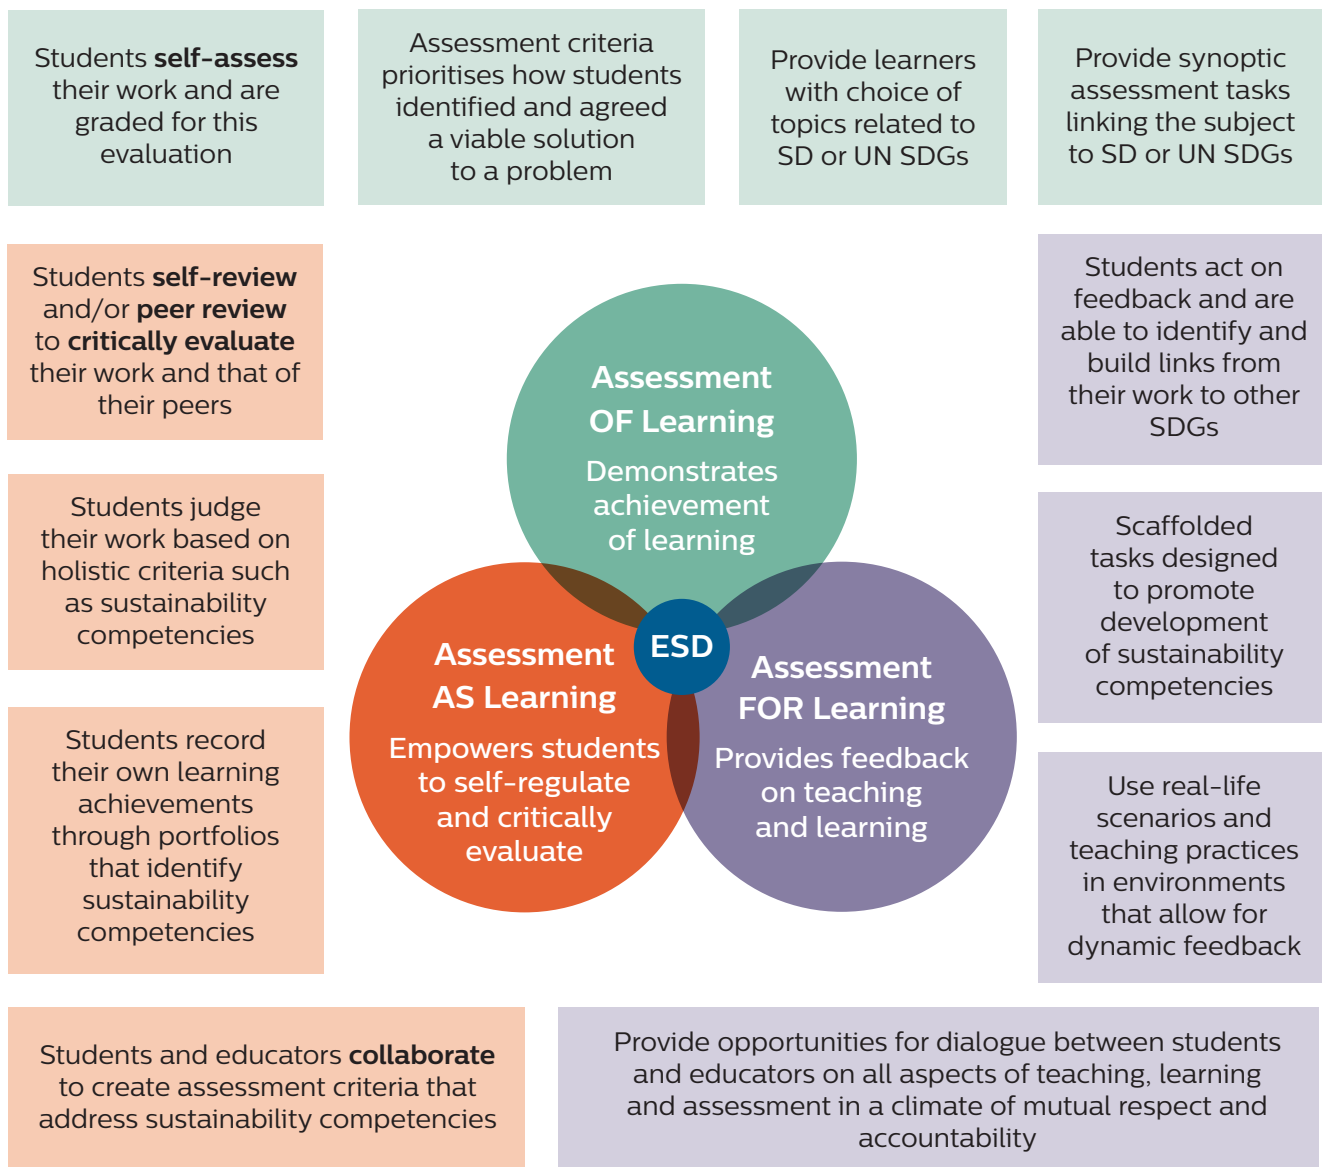 Students self-assess
their work and are
graded for this
evaluation
Assessment criteria
prioritises how students
identified and agreed
a viable solution
to a problem
Provide learners
with choice of
topics related to
SD or UN SDGs
Provide synoptic
assessment tasks
linking the subject
to SD or UN SDGs
Students self-review
and/or peer review
to critically evaluate
their work and that of
their peers
Students judge
their work based on
holistic criteria such
as sustainability
competencies
Students record
their own learning
achievements
through portfolios
that identify
sustainability
competencies
Assessment
OF Learning
Demonstrates
achievement
of learning
ESD
Assessment
AS Learning
Empowers students
to self-regulate
and critically
evaluate
Assessment
FOR Learning
Provides feedback
on teaching
and learning
Students act on
feedback and are
able to identify and
build links from
their work to other
SDGs
Scaffolded
tasks designed
to promote
development
of sustainability
competencies
Use real-life
scenarios and
teaching practices
in environments
that allow for
dynamic feedback
Students and educators collaborate
to create assessment criteria that
address sustainability competencies
Provide opportunities for dialogue between students
and educators on all aspects of teaching, learning
and assessment in a climate of mutual respect and
accountability